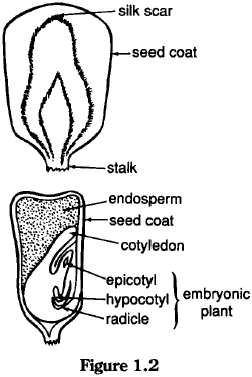 silk scar
seed coat
stalk
endosperm
seed coat
cotyledon
epicotyl
hypocotyl
radicle
embryonic
plant
Figure 1.2